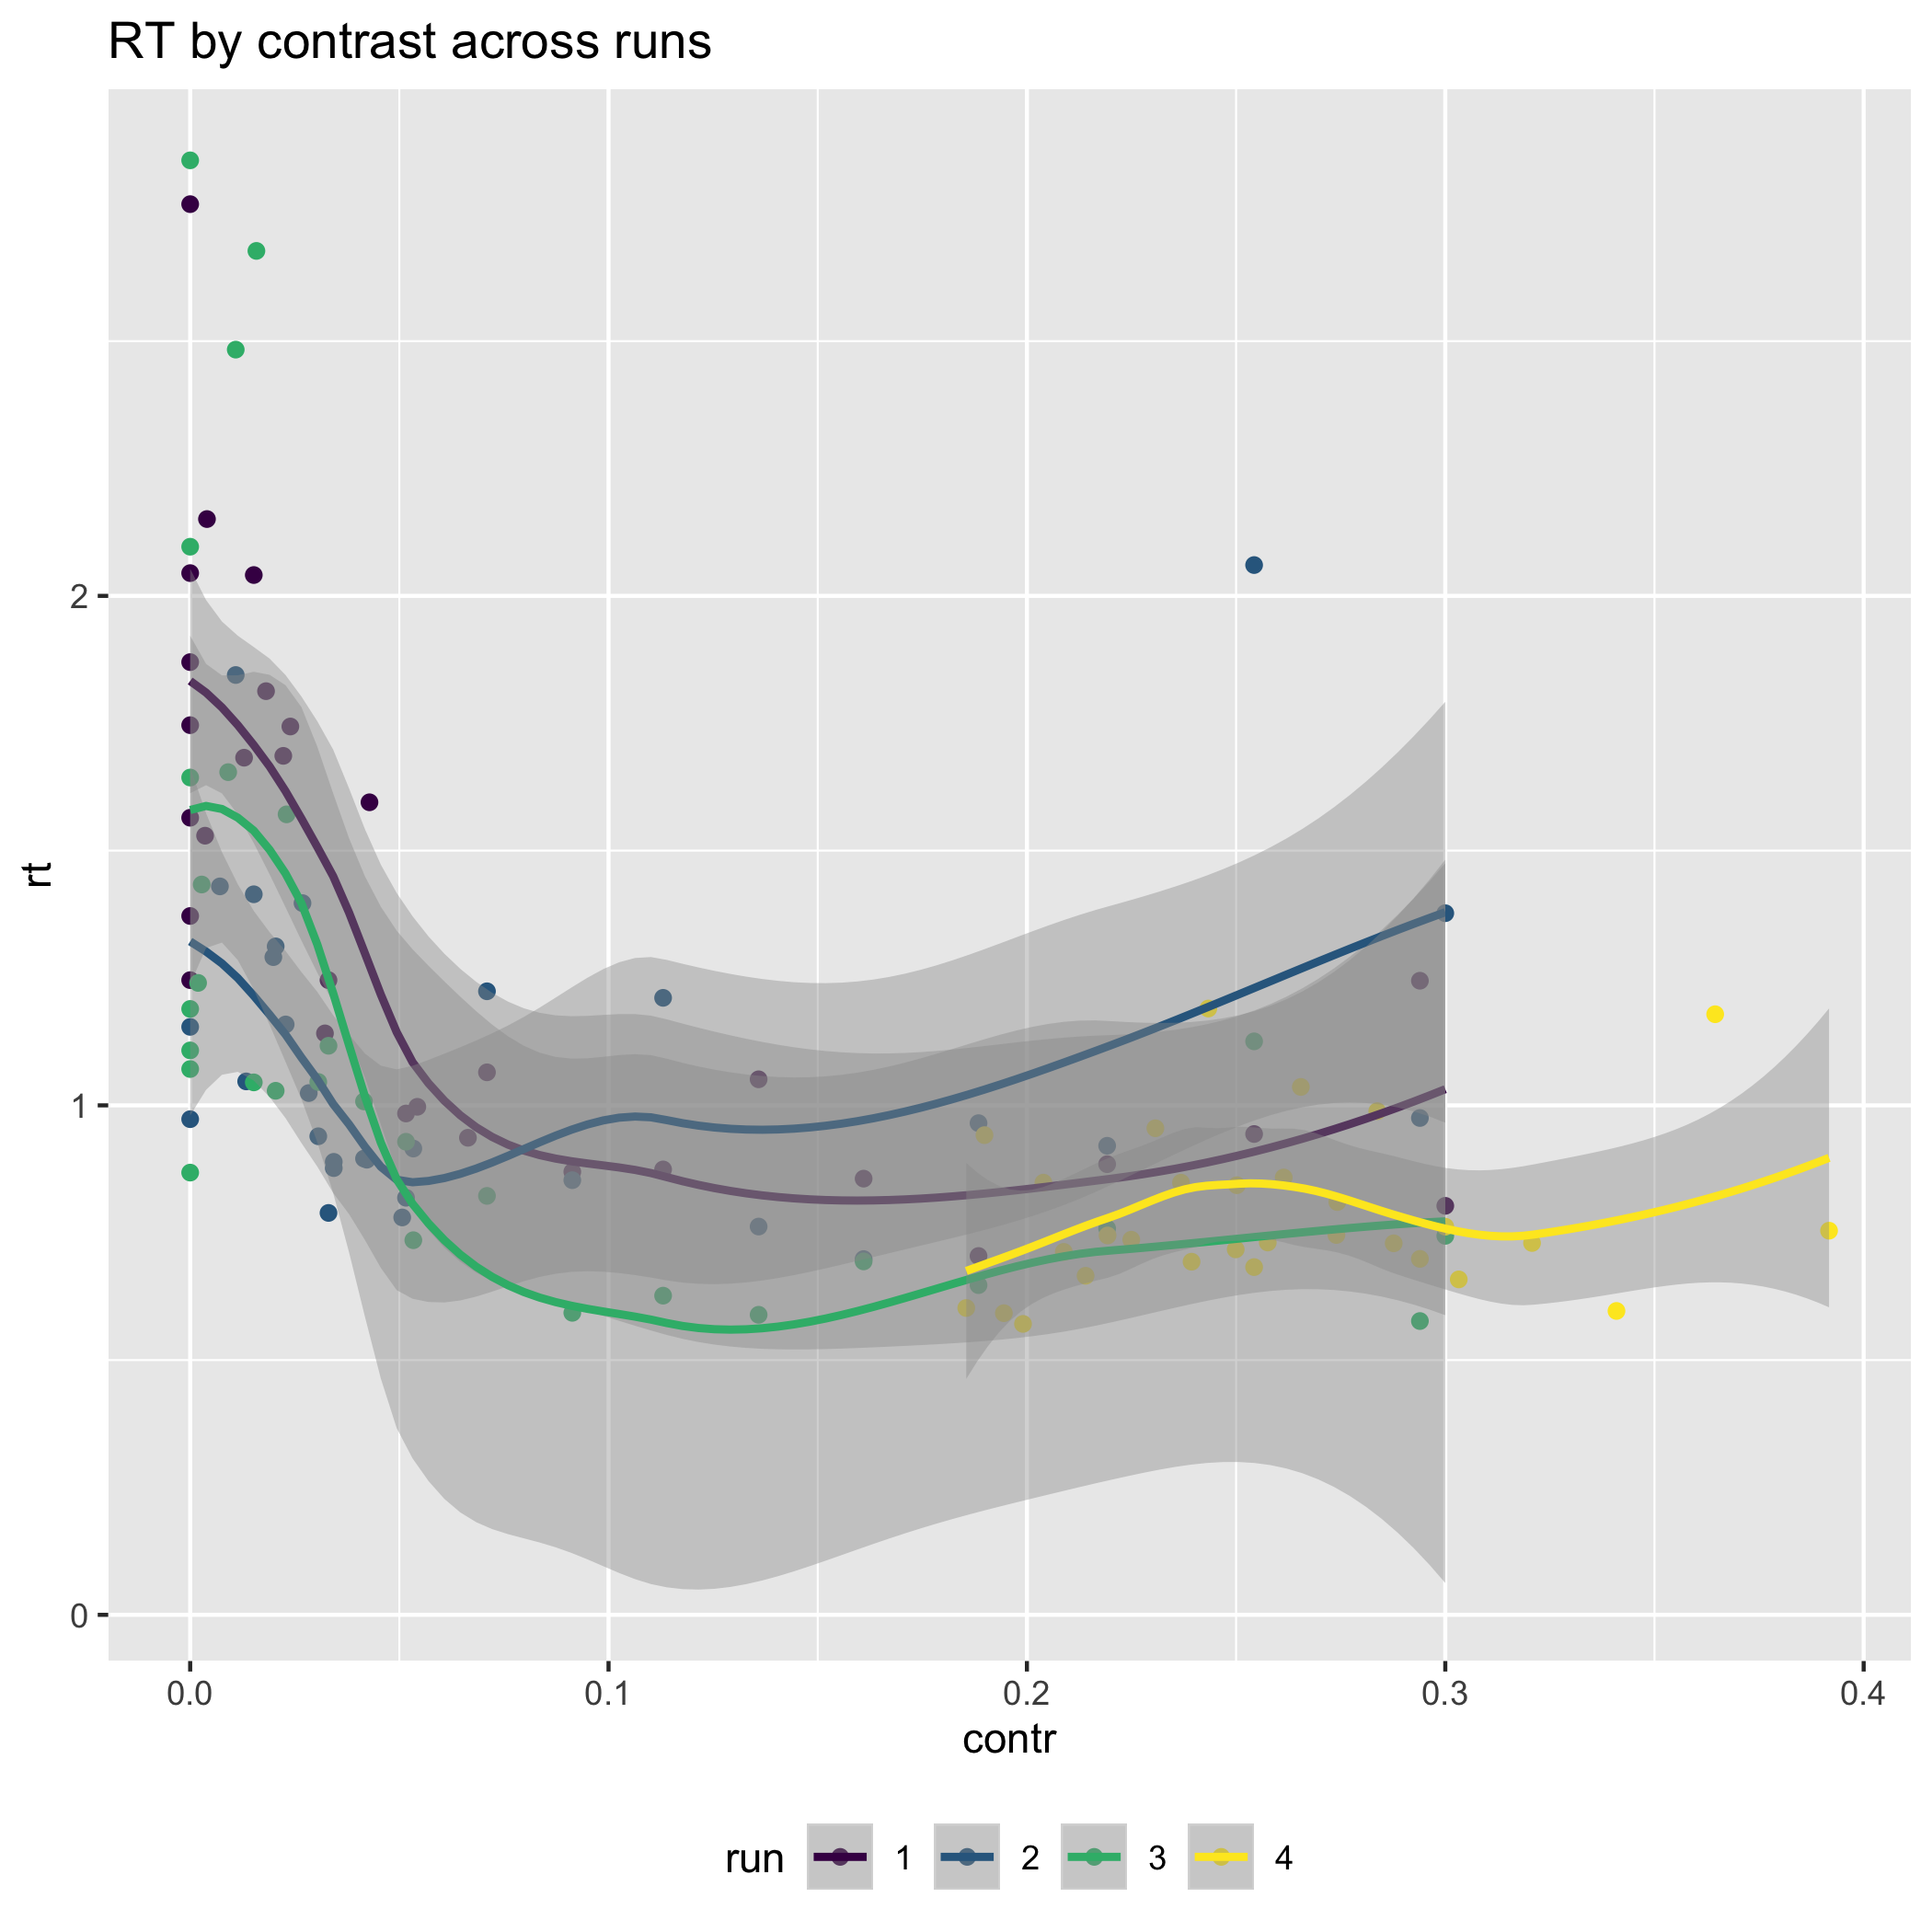 RT by contrast across runs
rt
2
1
0
0.0 0.1 0.2 0.3 0.4
contr
run 1 2 3 4